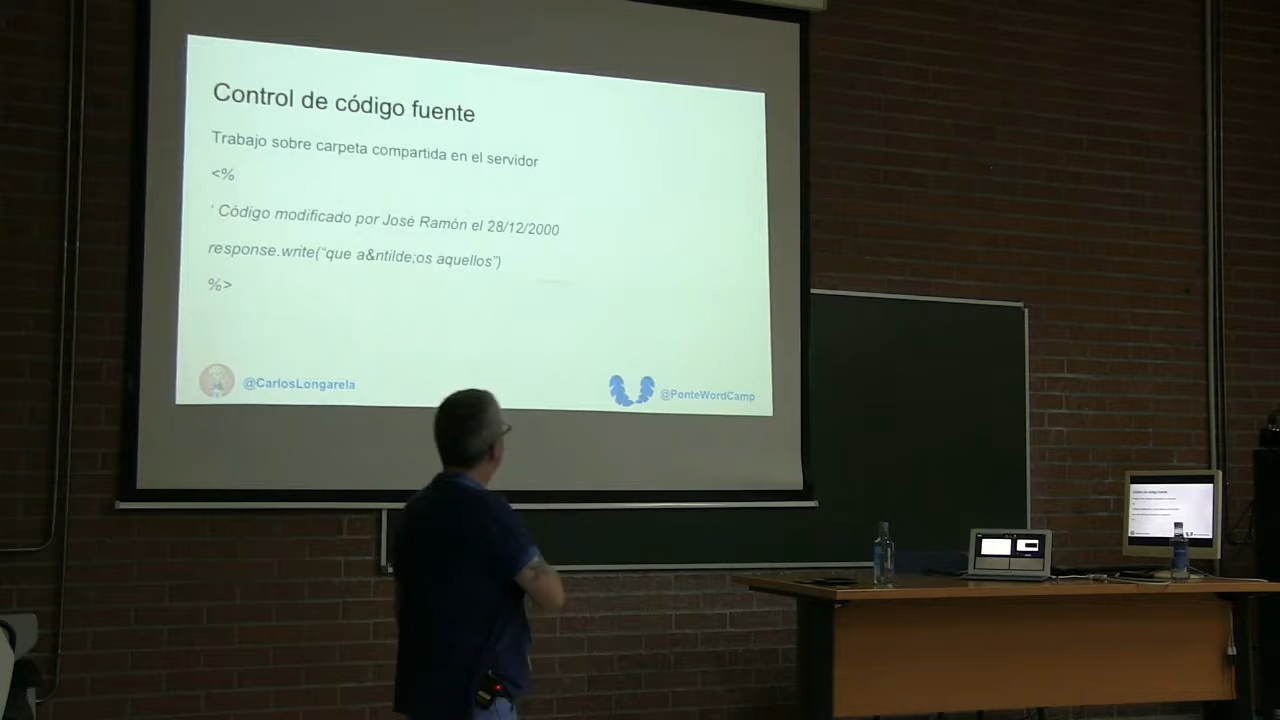 Control de código fuente
Trabajo sobre carpeta compartida en el servidor
<%
‘ Código modificado por José Ramón el 28/12/2000
response.write(“que a&ntilde;os aquellos”)
%>
@CarlosLongarela
@PonteWordCamp